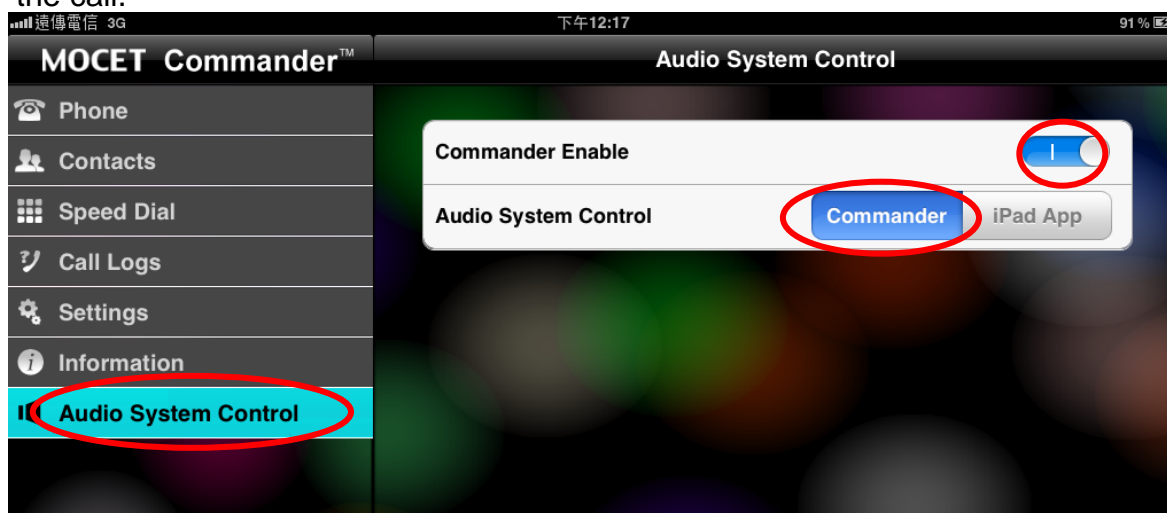 the call.
遠傳電信 3G 下午12:17 91 %
MOCET Commander™ Audio System Control
Phone
Contacts
Speed Dial
Call Logs
Settings
Information
Audio System Control
Commander Enable
Audio System Control Commander iPad App